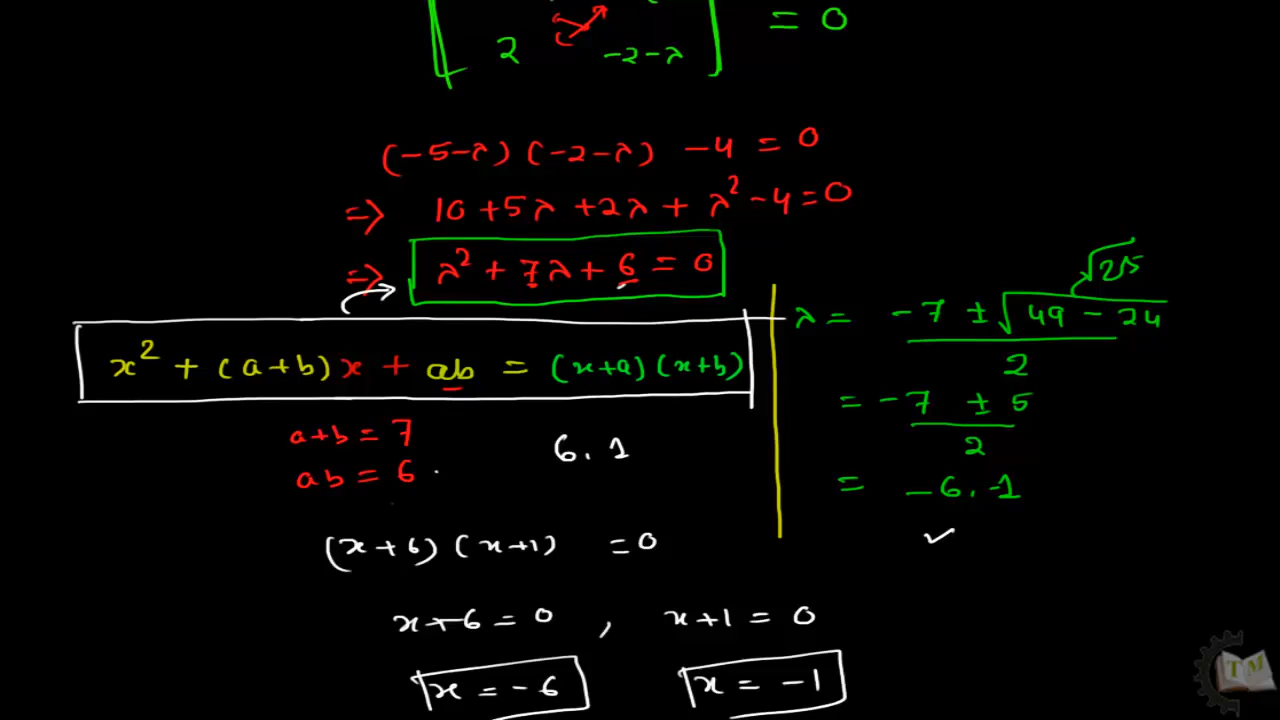 = 0
2 -2-λ
(-5-λ) (-2-λ) -4 = 0
=> 10 +5λ +2λ + λ² -4=0
=> λ² + 7λ + 6 = 0
x² + (a+b)x + ab = (x+a) (x+b)
a+b = 7
ab = 6
6, 1
(x+6) (x+1) =0
x+6 = 0 , x+1 = 0
x = -6 x = -1
√25
λ = -7 ± √49 - 24
2
= -7 ± 5
2
= -6, -1
✓
TM